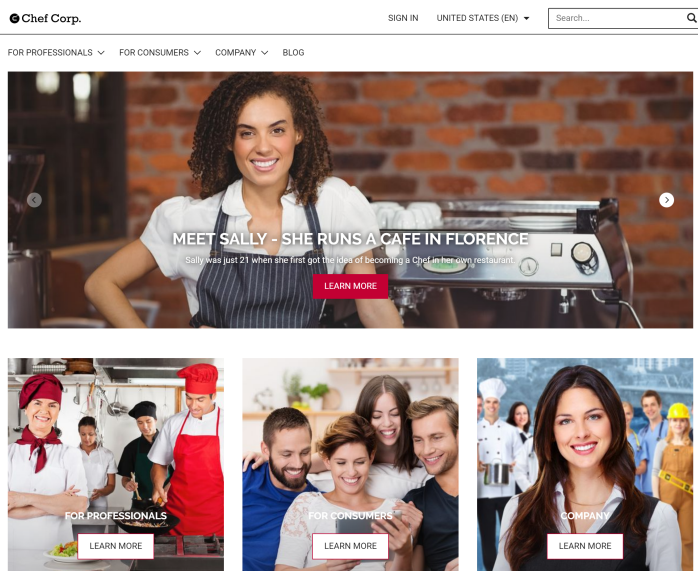 Chef Corp.
SIGN IN
UNITED STATES (EN)
Search...
FOR PROFESSIONALS
FOR CONSUMERS
COMPANY
BLOG
MEET SALLY - SHE RUNS A CAFE IN FLORENCE
Sally was just 21 when she first got the idea of becoming a Chef in her own restaurant.
LEARN MORE
FOR PROFESSIONALS
LEARN MORE
FOR CONSUMERS
LEARN MORE
COMPANY
LEARN MORE